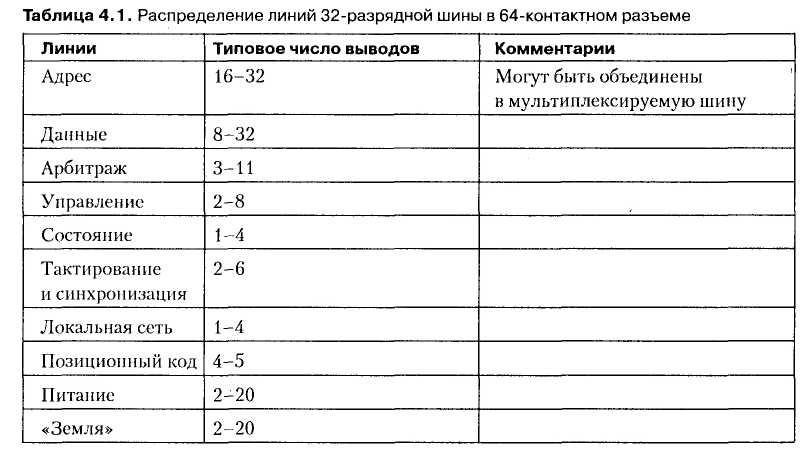 Таблица 4.1. Распределение линий 32-разрядной шины в 64-контактном разъеме
Линии Типовое число выводов Комментарии
Адрес 16–32 Могут быть объединены
в мультиплексируемую шину
Данные 8–32
Арбитраж 3–11
Управление 2–8
Состояние 1–4
Тактирование 2–6
и синхронизация
Локальная сеть 1–4
Позиционный код 4–5
Питание 2–20
«Земля» 2–20